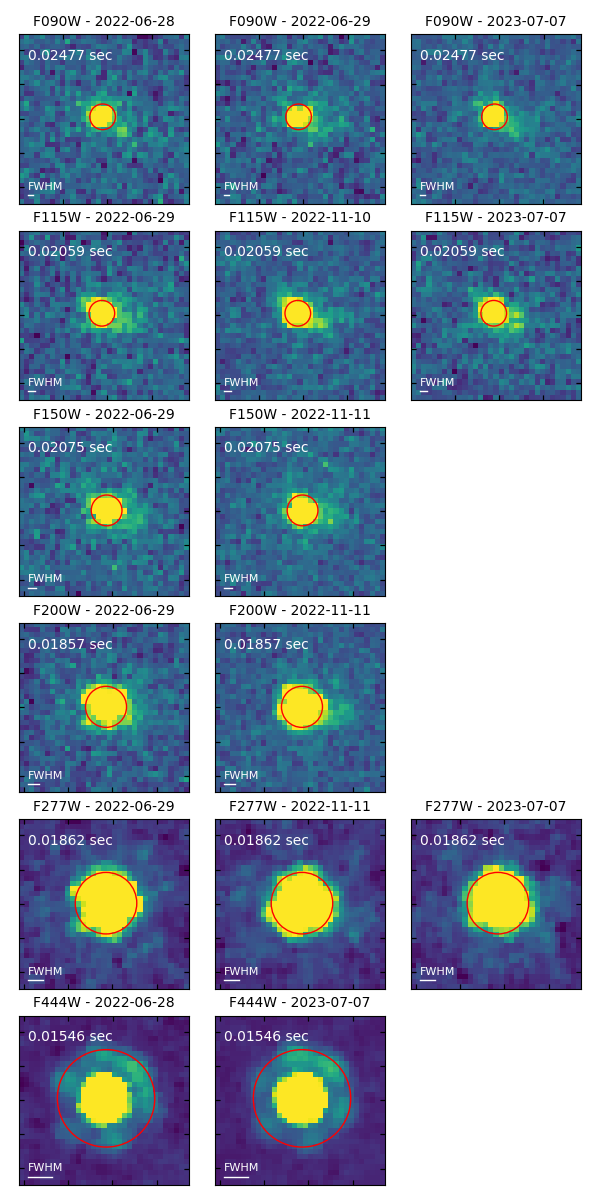 F090W - 2022-06-28
F090W - 2022-06-29
F090W - 2023-07-07
0.02477 sec
0.02477 sec
0.02477 sec
FWHM
FWHM
FWHM
F115W - 2022-06-29
F115W - 2022-11-10
F115W - 2023-07-07
0.02059 sec
0.02059 sec
0.02059 sec
FWHM
FWHM
FWHM
F150W - 2022-06-29
F150W - 2022-11-11
0.02075 sec
0.02075 sec
FWHM
FWHM
F200W - 2022-06-29
F200W - 2022-11-11
0.01857 sec
0.01857 sec
FWHM
FWHM
F277W - 2022-06-29
F277W - 2022-11-11
F277W - 2023-07-07
0.01862 sec
0.01862 sec
0.01862 sec
FWHM
FWHM
FWHM
F444W - 2022-06-28
F444W - 2023-07-07
0.01546 sec
0.01546 sec
FWHM
FWHM